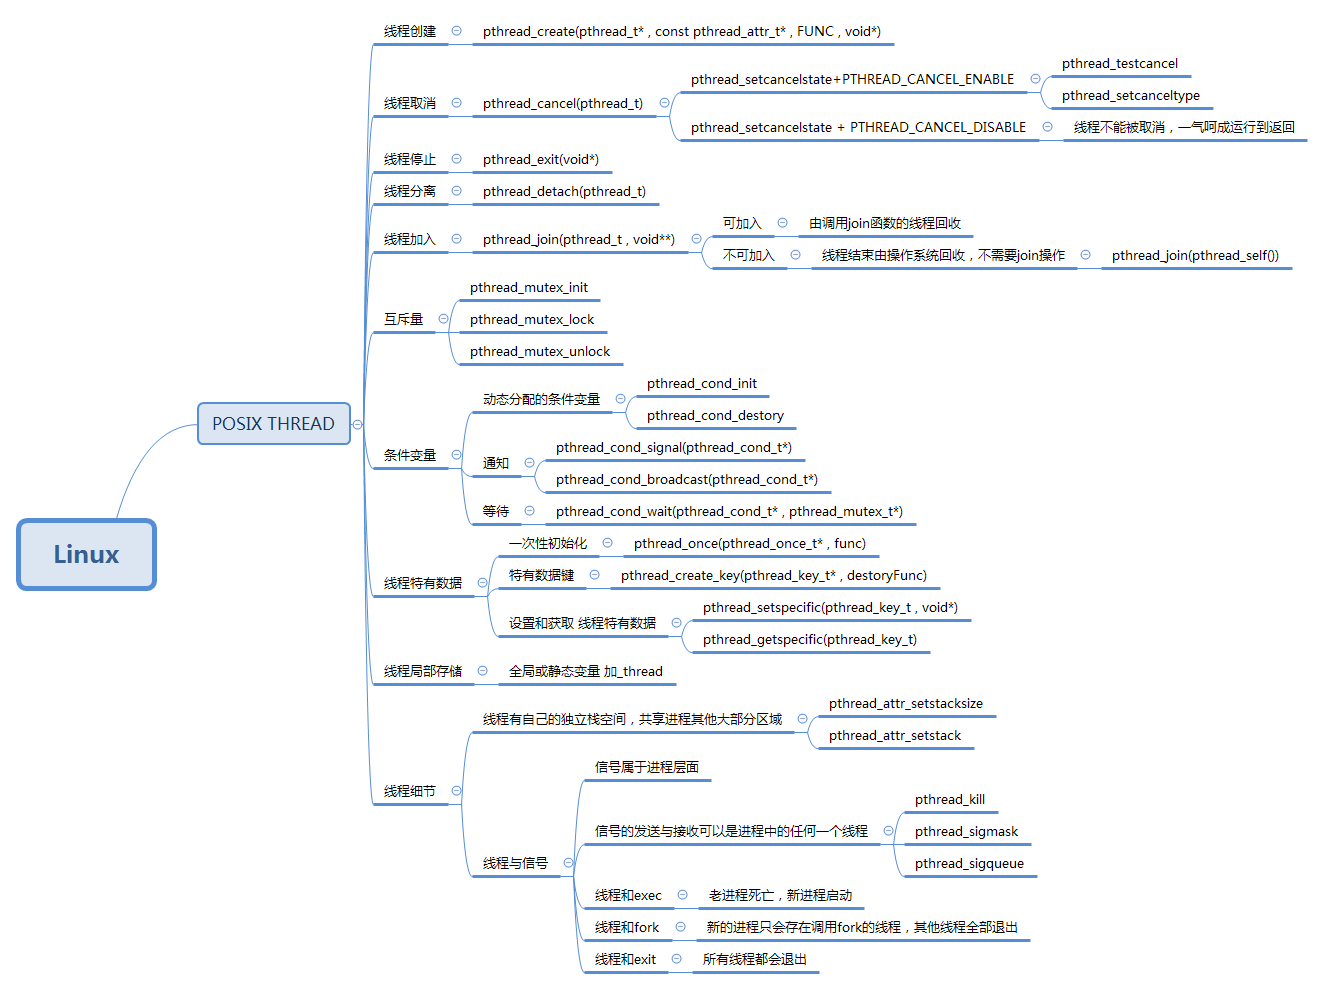 Linux
POSIX THREAD
线程创建
pthread_create(pthread_t* , const pthread_attr_t* , FUNC , void*)
线程取消
pthread_cancel(pthread_t)
pthread_setcancelstate+PTHREAD_CANCEL_ENABLE
pthread_testcancel
pthread_setcanceltype
pthread_setcancelstate + PTHREAD_CANCEL_DISABLE
线程不能被取消，一气呵成运行到返回
线程停止
pthread_exit(void*)
线程分离
pthread_detach(pthread_t)
线程加入
pthread_join(pthread_t , void**)
可加入
由调用join函数的线程回收
不可加入
线程结束由操作系统回收，不需要join操作
pthread_join(pthread_self())
互斥量
pthread_mutex_init
pthread_mutex_lock
pthread_mutex_unlock
条件变量
动态分配的条件变量
pthread_cond_init
pthread_cond_destory
通知
pthread_cond_signal(pthread_cond_t*)
pthread_cond_broadcast(pthread_cond_t*)
等待
pthread_cond_wait(pthread_cond_t* , pthread_mutex_t*)
线程特有数据
一次性初始化
pthread_once(pthread_once_t* , func)
特有数据键
pthread_create_key(pthread_key_t* , destoryFunc)
设置和获取 线程特有数据
pthread_setspecific(pthread_key_t , void*)
pthread_getspecific(pthread_key_t)
线程局部存储
全局或静态变量 加_thread
线程细节
线程有自己的独立栈空间，共享进程其他大部分区域
pthread_attr_setstacksize
pthread_attr_setstack
线程与信号
信号属于进程层面
信号的发送与接收可以是进程中的任何一个线程
pthread_kill
pthread_sigmask
pthread_sigqueue
线程和exec
老进程死亡，新进程启动
线程和fork
新的进程只会存在调用fork的线程，其他线程全部退出
线程和exit
所有线程都会退出